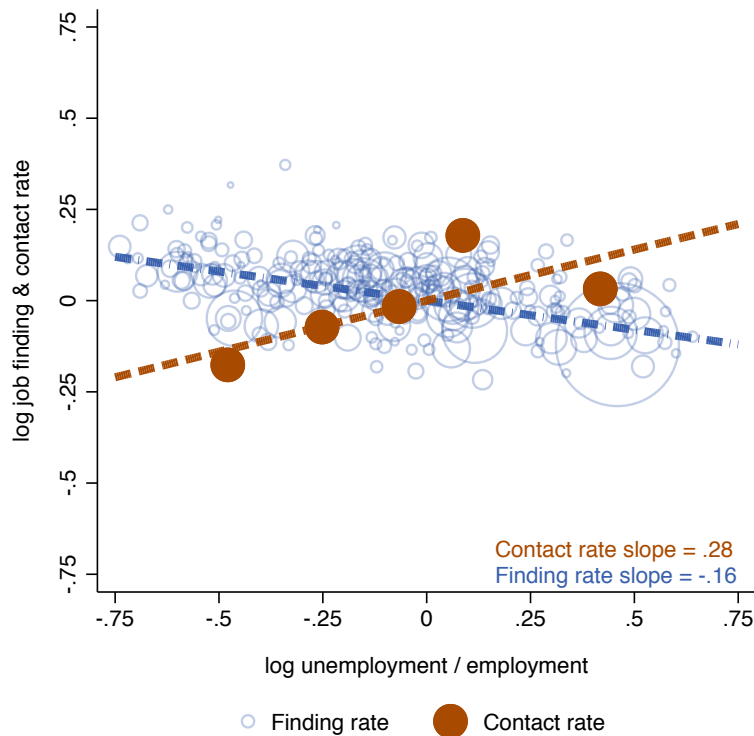 .75
.5
.25
0
-.25
-.5
-.75
log job finding & contact rate
Contact rate slope = .28
Finding rate slope = -.16
-.75 -.5 -.25 0 .25 .5 .75
log unemployment / employment
Finding rate Contact rate